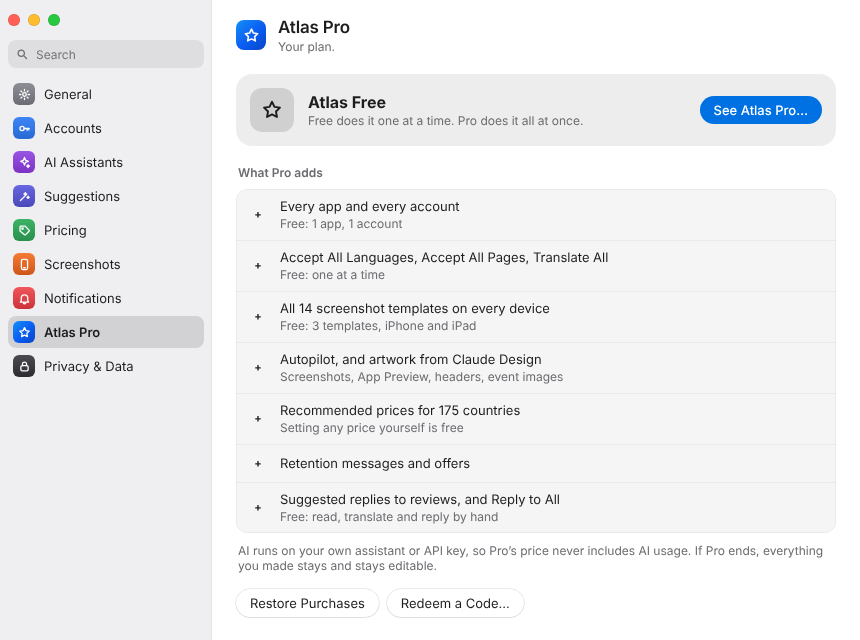 Search
General
Accounts
AI Assistants
Suggestions
Pricing
Screenshots
Notifications
Atlas Pro
Privacy & Data
Atlas Pro
Your plan.
Atlas Free
Free does it one at a time. Pro does it all at once.
See Atlas Pro...
What Pro adds
+ Every app and every account
Free: 1 app, 1 account
+ Accept All Languages, Accept All Pages, Translate All
Free: one at a time
+ All 14 screenshot templates on every device
Free: 3 templates, iPhone and iPad
+ Autopilot, and artwork from Claude Design
Screenshots, App Preview, headers, event images
+ Recommended prices for 175 countries
Setting any price yourself is free
+ Retention messages and offers
+ Suggested replies to reviews, and Reply to All
Free: read, translate and reply by hand
AI runs on your own assistant or API key, so Pro’s price never includes AI usage. If Pro ends, everything
you made stays and stays editable.
Restore Purchases
Redeem a Code...